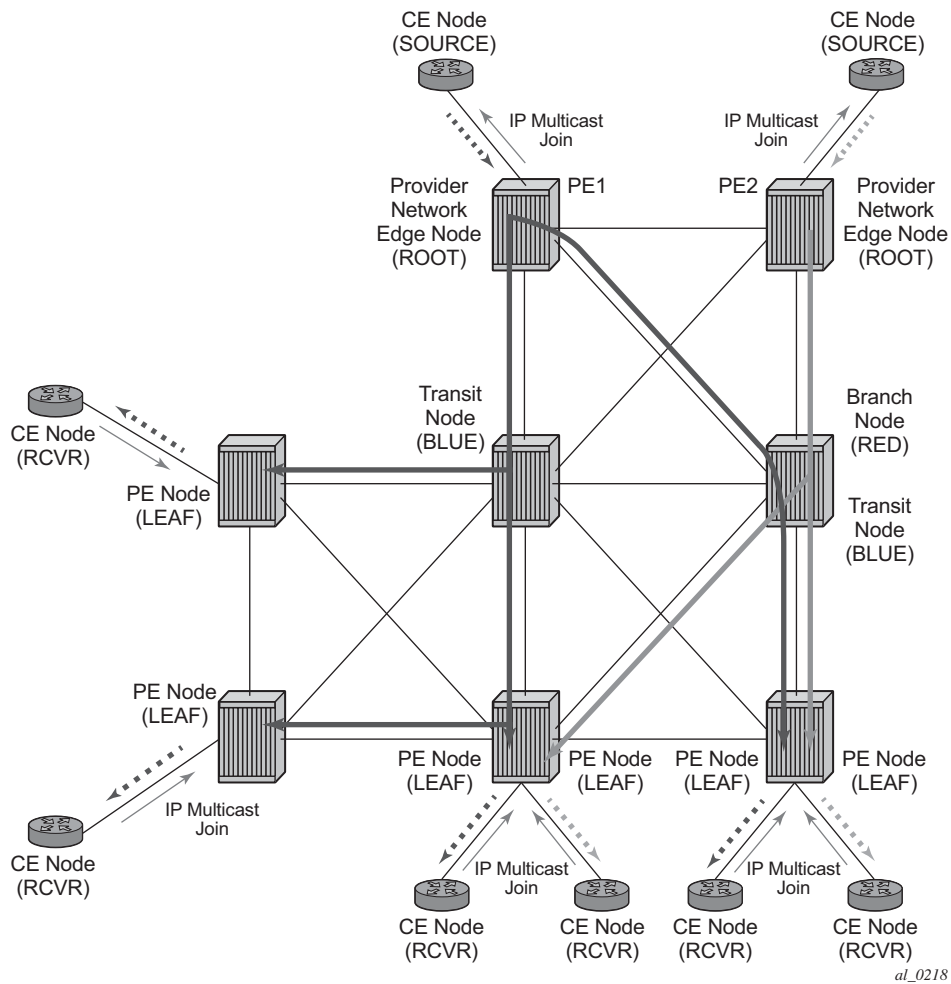 CE Node
(SOURCE)
CE Node
(SOURCE)
IP Multicast
Join
IP Multicast
Join
Provider
Network
Edge Node
(ROOT)
PE1
PE2
Provider
Network
Edge Node
(ROOT)
Transit
Node
(BLUE)
Branch
Node
(RED)
CE Node
(RCVR)
PE Node
(LEAF)
Transit
Node
(BLUE)
PE Node
(LEAF)
PE Node
(LEAF)
PE Node
(LEAF)
PE Node
(LEAF)
PE Node
(LEAF)
IP Multicast
Join
CE Node
(RCVR)
IP Multicast
Join
IP Multicast
Join
CE Node
(RCVR)
CE Node
(RCVR)
CE Node
(RCVR)
CE Node
(RCVR)
al_0218